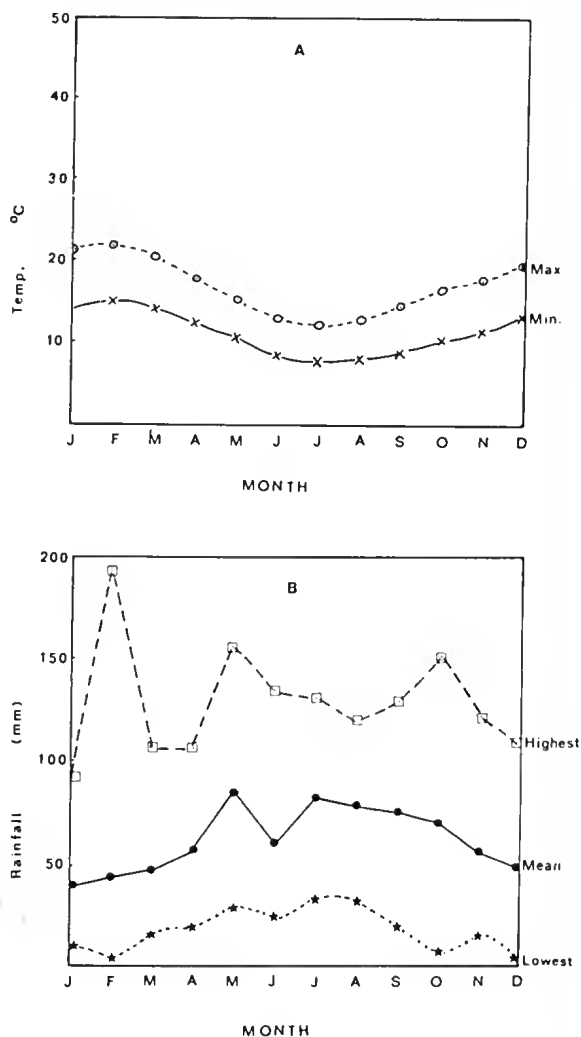 50
A
40
30
°C
20
Temp.
Max
Min.
10
J F M A M J J A S O N D
MONTH
200
B
150
(mm)
Highest
100
Rainfall
Mean
50
Lowest
J F M A M J J A S O N D
MONTH